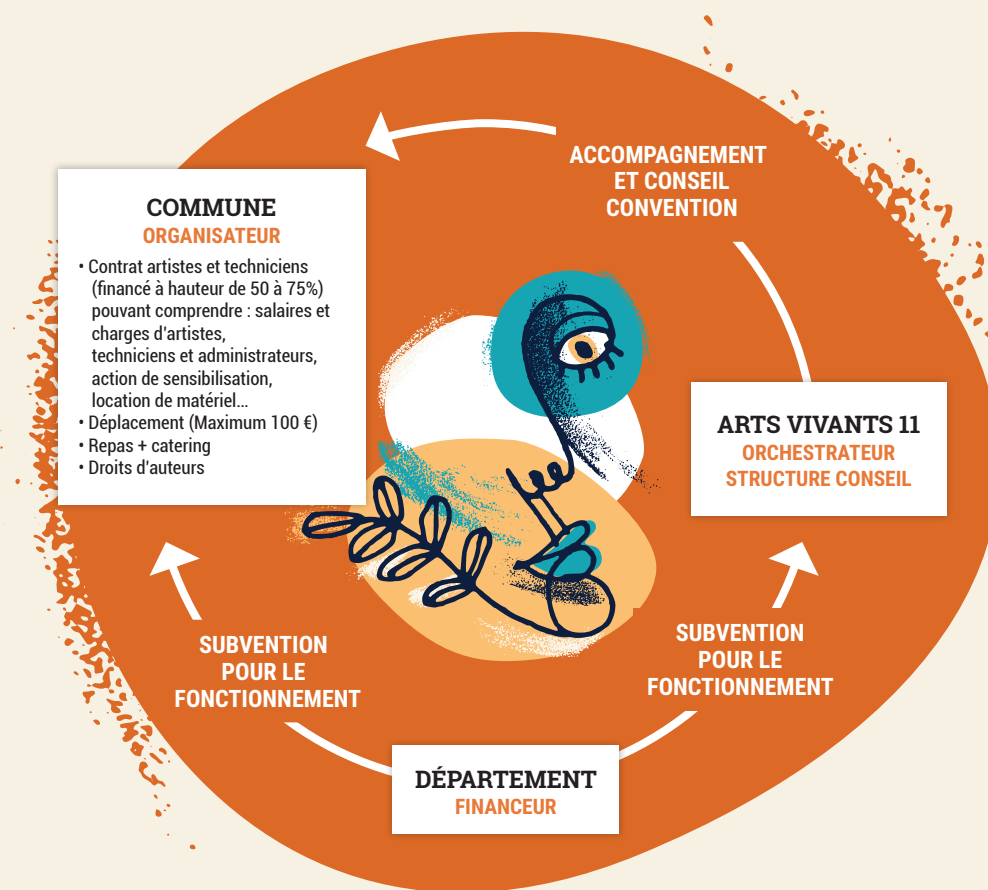 ACCOMPAGNEMENT
ET CONSEIL
CONVENTION
COMMUNE
ORGANISATEUR
• Contrat artistes et techniciens
(financé à hauteur de 50 à 75%)
pouvant comprendre : salaires et
charges d'artistes,
techniciens et administrateurs,
action de sensibilisation,
location de matériel...
• Déplacement (Maximum 100 €)
• Repas + catering
• Droits d'auteurs
ARTS VIVANTS 11
ORCHESTRATEUR
STRUCTURE CONSEIL
SUBVENTION
POUR LE
FONCTIONNEMENT
SUBVENTION
POUR LE
FONCTIONNEMENT
DÉPARTEMENT
FINANCEUR